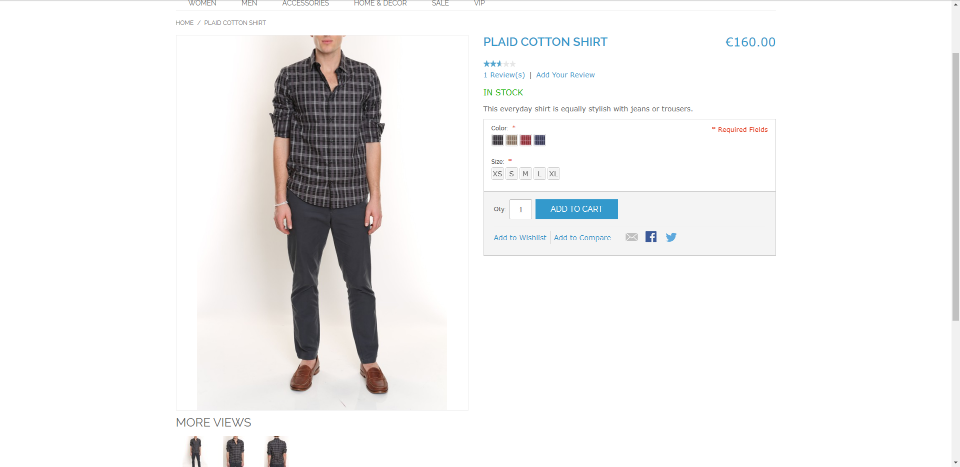 WOMEN MEN ACCESSORIES HOME & DECOR SALE VIP
HOME / PLAID COTTON SHIRT
PLAID COTTON SHIRT €160.00
1 Review(s) | Add Your Review
IN STOCK
This everyday shirt is equally stylish with jeans or trousers.
Color: * * Required Fields
Size: *
XS S M L XL
Qty: 1 ADD TO CART
Add to Wishlist Add to Compare
MORE VIEWS